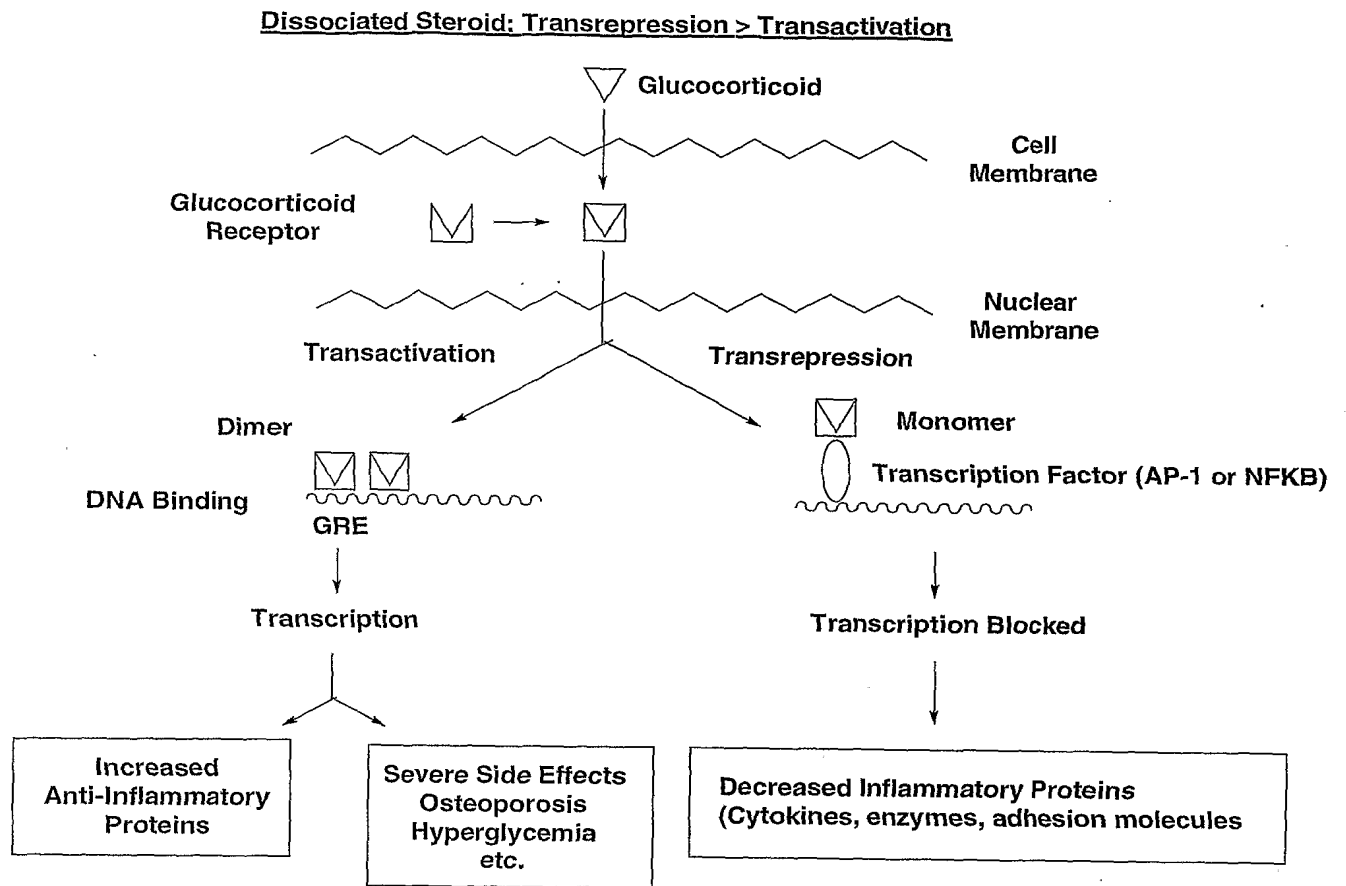 Dissociated Steroid: Transrepression > Transactivation
Glucocorticoid
Cell
Membrane
Glucocorticoid
Receptor
Nuclear
Membrane
Transactivation
Transrepression
Dimer
Monomer
Transcription Factor (AP-1 or NFKB)
DNA Binding
GRE
Transcription
Transcription Blocked
Increased
Anti-Inflammatory
Proteins
Severe Side Effects
Osteoporosis
Hyperglycemia
etc.
Decreased Inflammatory Proteins
(Cytokines, enzymes, adhesion molecules